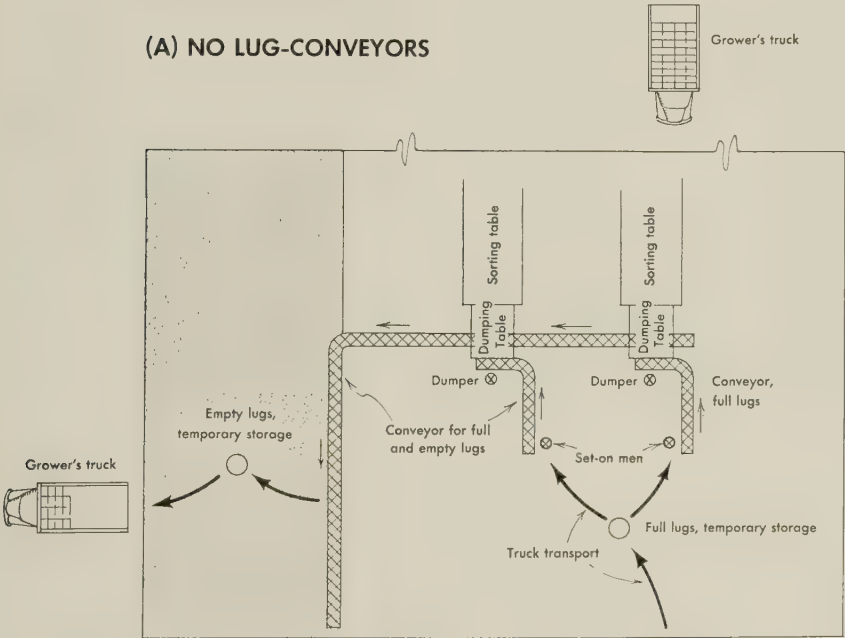 (A) NO LUG-CONVEYORS
Grower's truck
Sorting table
Sorting table
Dumping
Table
Dumping
Table
Dumper
Dumper
Conveyor,
full lugs
Empty lugs,
temporary storage
Conveyor for full
and empty lugs
Set-on men
Grower's truck
Full lugs, temporary storage
Truck transport